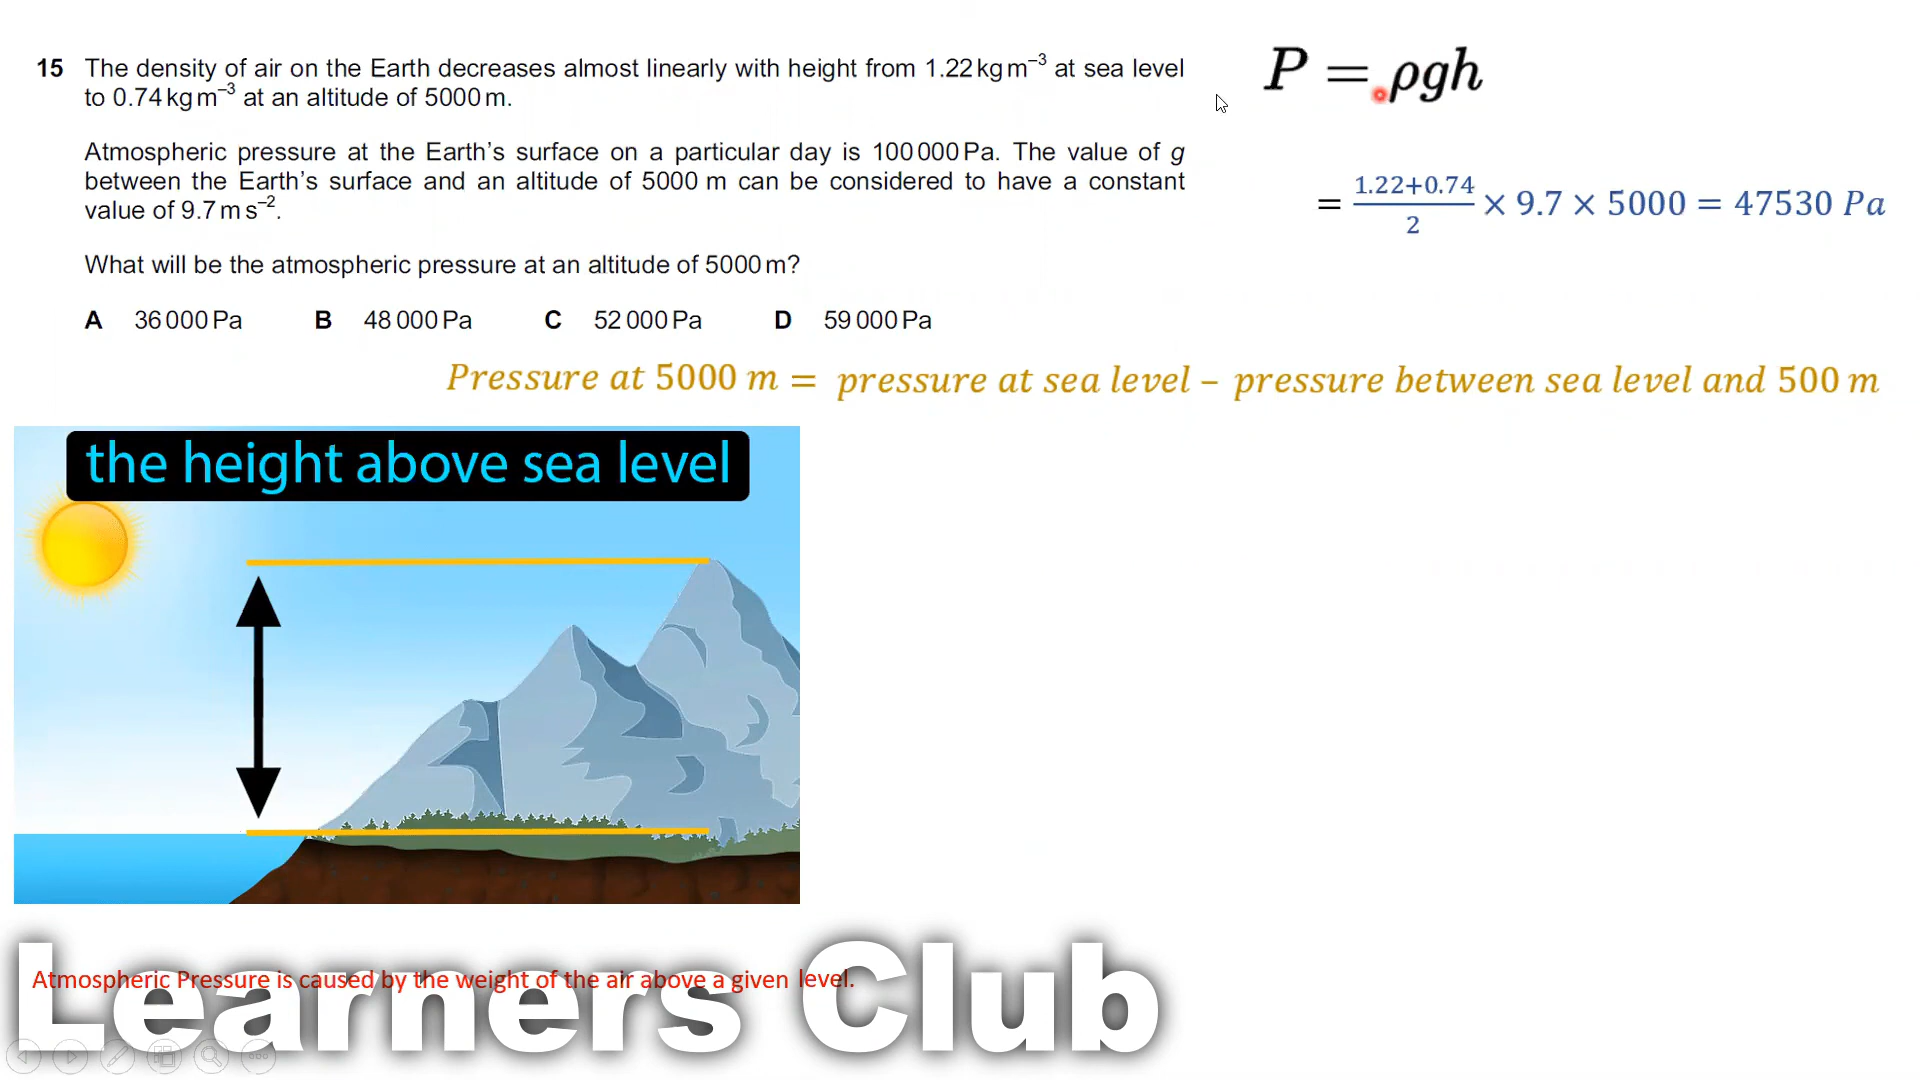 15 The density of air on the Earth decreases almost linearly with height from 1.22 kg m⁻³ at sea level
to 0.74 kg m⁻³ at an altitude of 5000 m.
Atmospheric pressure at the Earth's surface on a particular day is 100 000 Pa. The value of g
between the Earth's surface and an altitude of 5000 m can be considered to have a constant
value of 9.7 m s⁻².
What will be the atmospheric pressure at an altitude of 5000 m?
A 36 000 Pa B 48 000 Pa C 52 000 Pa D 59 000 Pa
P = ρgh
= (1.22+0.74)/2 × 9.7 × 5000 = 47530 Pa
Pressure at 5000 m = pressure at sea level – pressure between sea level and 500 m
the height above sea level
Atmospheric Pressure is caused by the weight of the air above a given level.
Learners Club